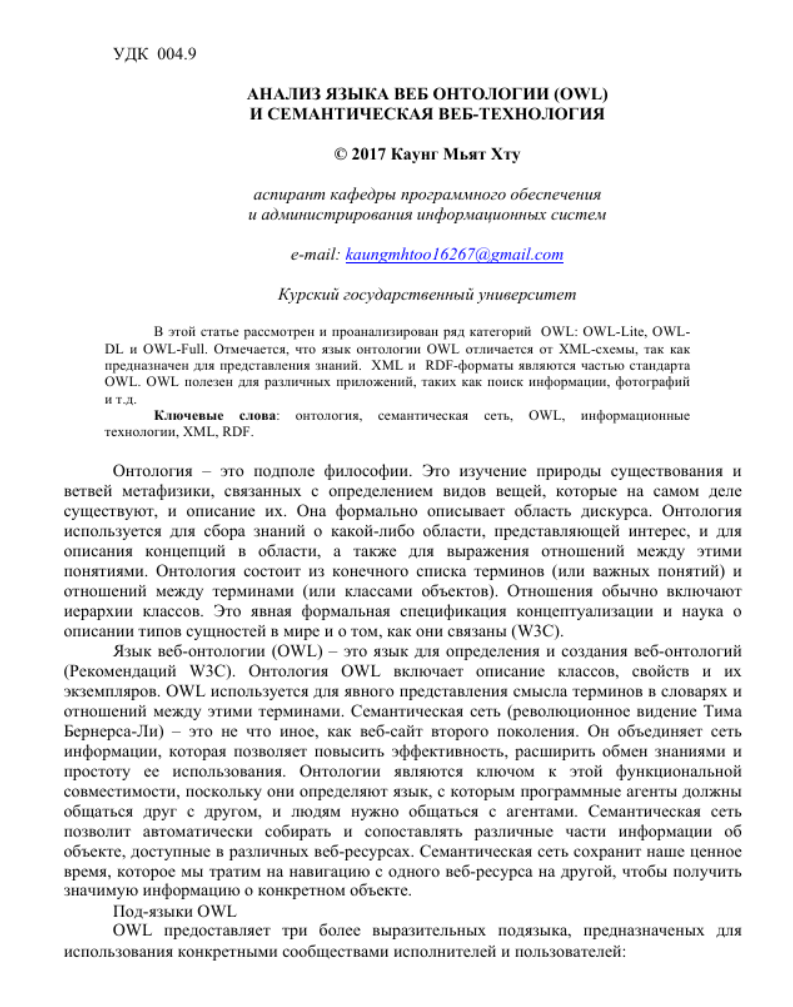 УДК 004.9
АНАЛИЗ ЯЗЫКА ВЕБ ОНТОЛОГИИ (OWL)
И СЕМАНТИЧЕСКАЯ ВЕБ-ТЕХНОЛОГИЯ
© 2017 Каунг Мьят Хту
аспирант кафедры программного обеспечения
и администрирования информационных систем
e-mail: kaungmhtoo16267@gmail.com
Курский государственный университет
В этой статье рассмотрен и проанализирован ряд категорий OWL: OWL-Lite, OWL-
DL и OWL-Full. Отмечается, что язык онтологии OWL отличается от XML-схемы, так как
предназначен для представления знаний. XML и RDF-форматы являются частью стандарта
OWL. OWL полезен для различных приложений, таких как поиск информации, фотографий
и т.д.
Ключевые слова: онтология, семантическая сеть, OWL, информационные
технологии, XML, RDF.
Онтология – это подполе философии. Это изучение природы существования и
ветвей метафизики, связанных с определением видов вещей, которые на самом деле
существуют, и описание их. Она формально описывает область дискурса. Онтология
используется для сбора знаний о какой-либо области, представляющей интерес, и для
описания концепций в области, а также для выражения отношений между этими
понятиями. Онтология состоит из конечного списка терминов (или важных понятий) и
отношений между терминами (или классами объектов). Отношения обычно включают
иерархии классов. Это явная формальная спецификация концептуализации и наука о
описании типов сущностей в мире и о том, как они связаны (W3C).
Язык веб-онтологии (OWL) – это язык для определения и создания веб-онтологий
(Рекомендаций W3C). Онтология OWL включает описание классов, свойств и их
экземпляров. OWL используется для явного представления смысла терминов в словарях и
отношений между этими терминами. Семантическая сеть (революционное видение Тима
Бернерса-Ли) – это не что иное, как веб-сайт второго поколения. Он объединяет сеть
информации, которая позволяет повысить эффективность, расширить обмен знаниями и
простоту ее использования. Онтологии являются ключом к этой функциональной
совместимости, поскольку они определяют язык, с которым программные агенты должны
общаться друг с другом, и людям нужно общаться с агентами. Семантическая сеть
позволит автоматически собирать и сопоставлять различные части информации об
объекте, доступные в различных веб-ресурсах. Семантическая сеть сохранит наше ценное
время, которое мы тратим на навигацию с одного веб-ресурса на другой, чтобы получить
значимую информацию о конкретном объекте.
Под-языки OWL
OWL предоставляет три более выразительных подязыка, предназначеных для
использования конкретными сообществами исполнителей и пользователей: